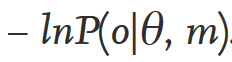 – lnP(o|θ, m).